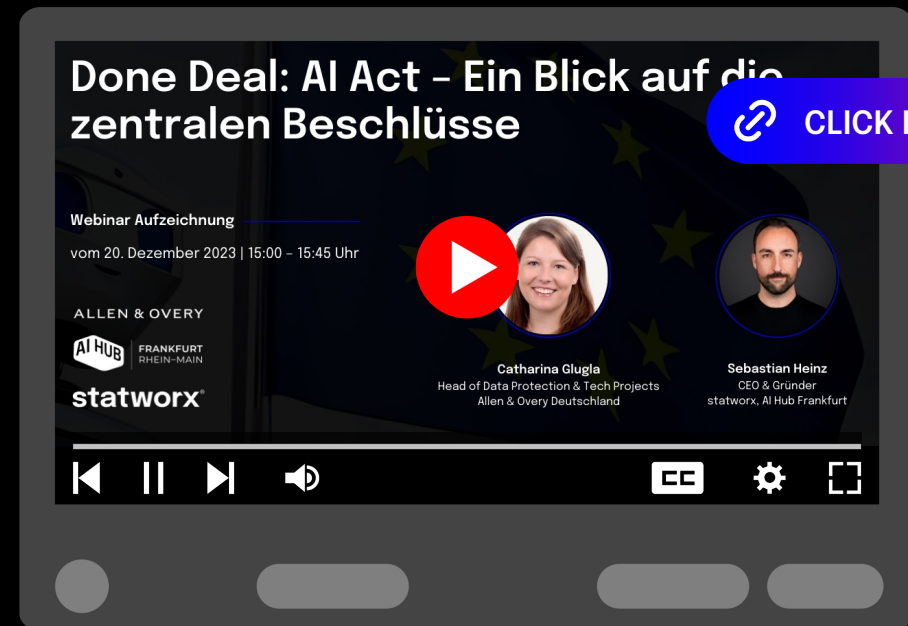 Done Deal: AI Act – Ein Blick auf die
zentralen Beschlüsse
CLICK
Webinar Aufzeichnung
vom 20. Dezember 2023 | 15:00 – 15:45 Uhr
ALLEN & OVERY
AI HUB FRANKFURT
RHEIN–MAIN
statworx®
Catharina Glugla
Head of Data Protection & Tech Projects
Allen & Overy Deutschland
Sebastian Heinz
CEO & Gründer
statworx, AI Hub Frankfurt
CC